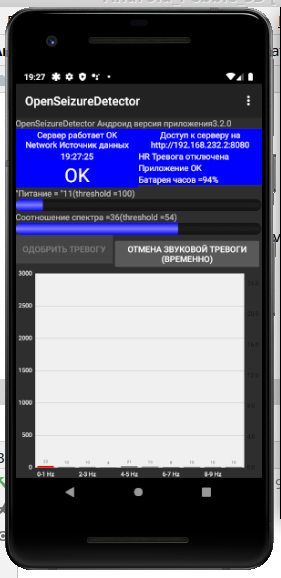 19:27
OpenSeizureDetector
OpenSeizureDetector Андроид версия приложения3.2.0
Сервер работает OK
Network Источник данных
19:27:25
OK
Доступ к серверу на
http://192.168.232.2:8080
HR Тревога отключена
Приложение OK
Батарея часов =94%
"Питание = "11(threshold =100)
Соотношение спектра =36(threshold =54)
ОДОБРИТЬ ТРЕВОГУ
ОТМЕНА ЗВУКОВОЙ ТРЕВОГИ
(ВРЕМЕННО)
3000
2500
2000
1500
1000
500
0
0-1 Hz
2-3 Hz
4-5 Hz
6-7 Hz
8-9 Hz